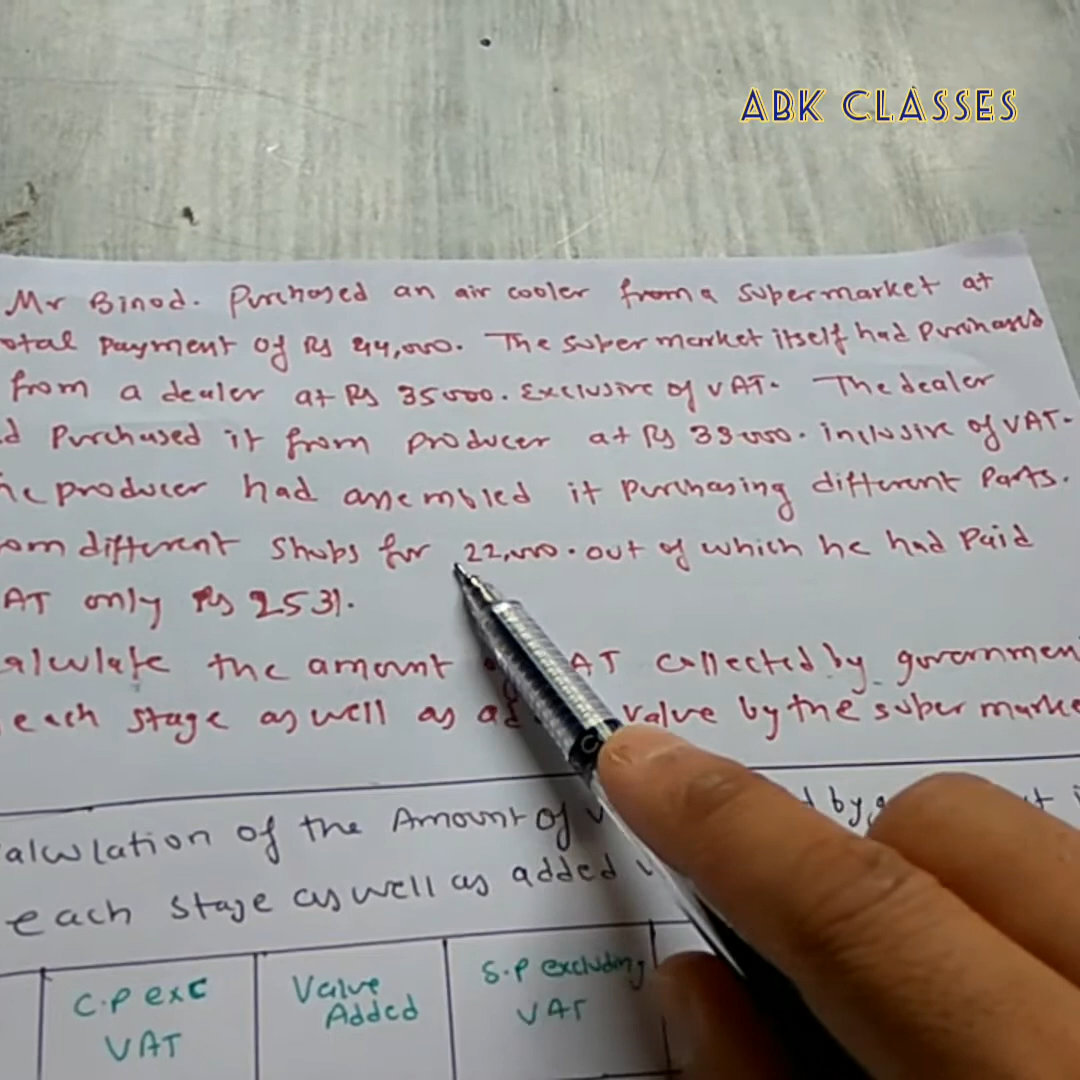 ABK CLASSES
Mr Binod. Purchased an air cooler from a supermarket at
otal Payment of Rs 44,000. The super market itself had Purchased
from a dealer at Rs 35000. Exclusive of VAT. The dealer
d Purchased it from Producer at Rs 33000. inclusive of VAT.
he producer had assembled it purchasing different Parts.
rom different Shops for 22,000. out of which he had Paid
AT only Rs 2531.
alculate the amount AT collected by governmen
each stage as well as ad value by the super marke
alculation of the Amount of V by
each stage as well as added
C.P exc Value S.P excluding
VAT Added VAT